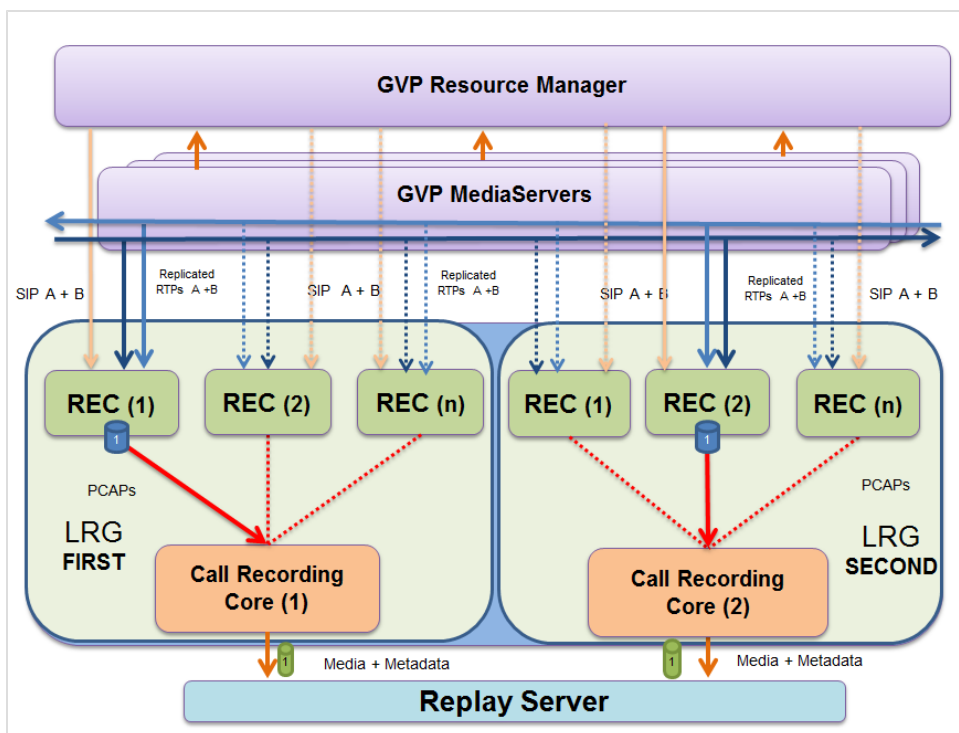 GVP Resource Manager
GVP MediaServers
SIP A + B
Replicated
RTPs A +B
SIP A + B
Replicated
RTPs A +B
SIP A + B
Replicated
RTPs A +B
SIP A + B
REC (1)
REC (2)
REC (n)
REC (1)
REC (2)
REC (n)
1
1
PCAPs
PCAPs
LRG
FIRST
LRG
SECOND
Call Recording
Core (1)
Call Recording
Core (2)
1
Media + Metadata
1
Media + Metadata
Replay Server